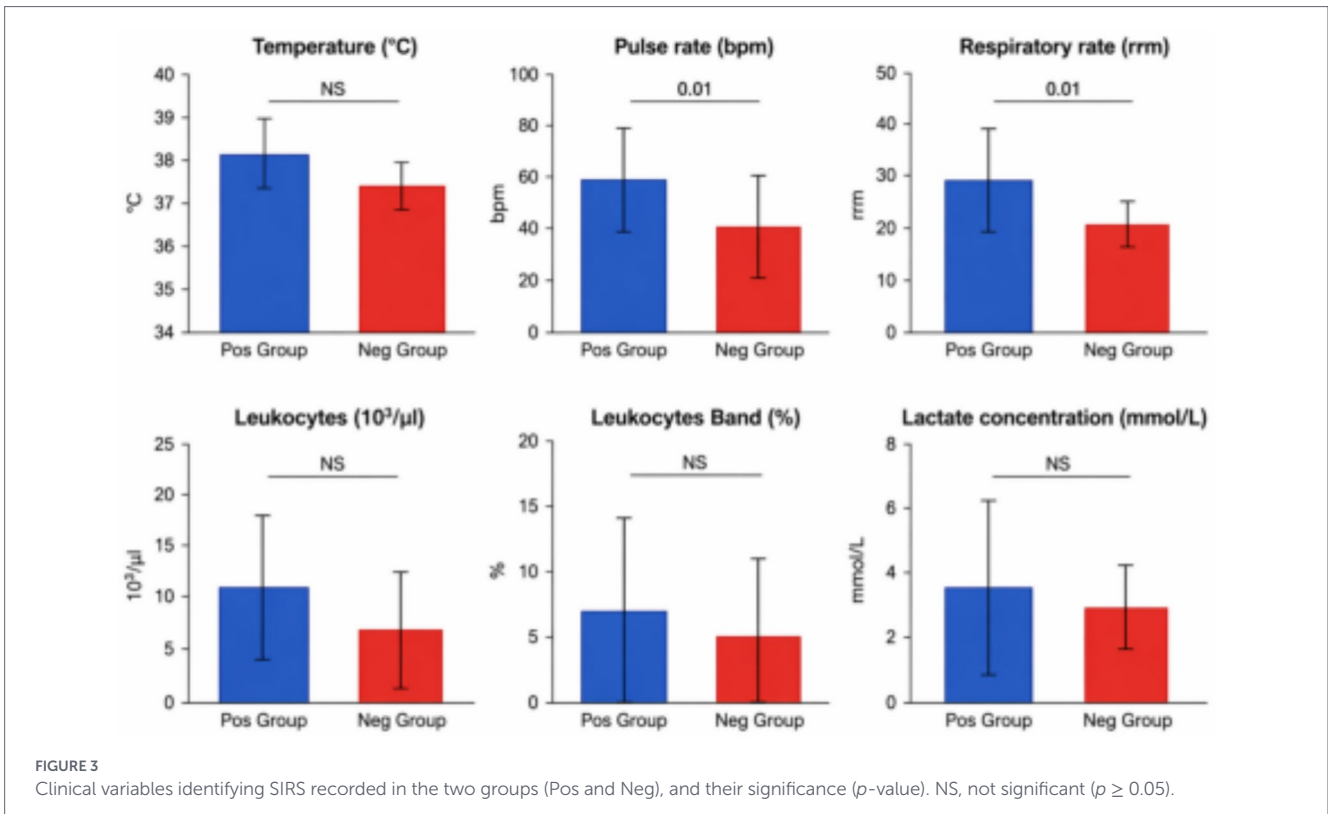 Temperature (°C)
40
39
38
37
36
35
34
°C
NS
Pos Group
Neg Group
Pulse rate (bpm)
100
80
60
40
20
0
bpm
0.01
Pos Group
Neg Group
Respiratory rate (rrm)
50
40
30
20
10
0
rrm
0.01
Pos Group
Neg Group
Leukocytes (10³/µl)
25
20
15
10
5
0
10³/µl
NS
Pos Group
Neg Group
Leukocytes Band (%)
20
15
10
5
0
%
NS
Pos Group
Neg Group
Lactate concentration (mmol/L)
8
6
4
2
0
mmol/L
NS
Pos Group
Neg Group
FIGURE 3
Clinical variables identifying SIRS recorded in the two groups (Pos and Neg), and their significance (p-value). NS, not significant (p ≥ 0.05).